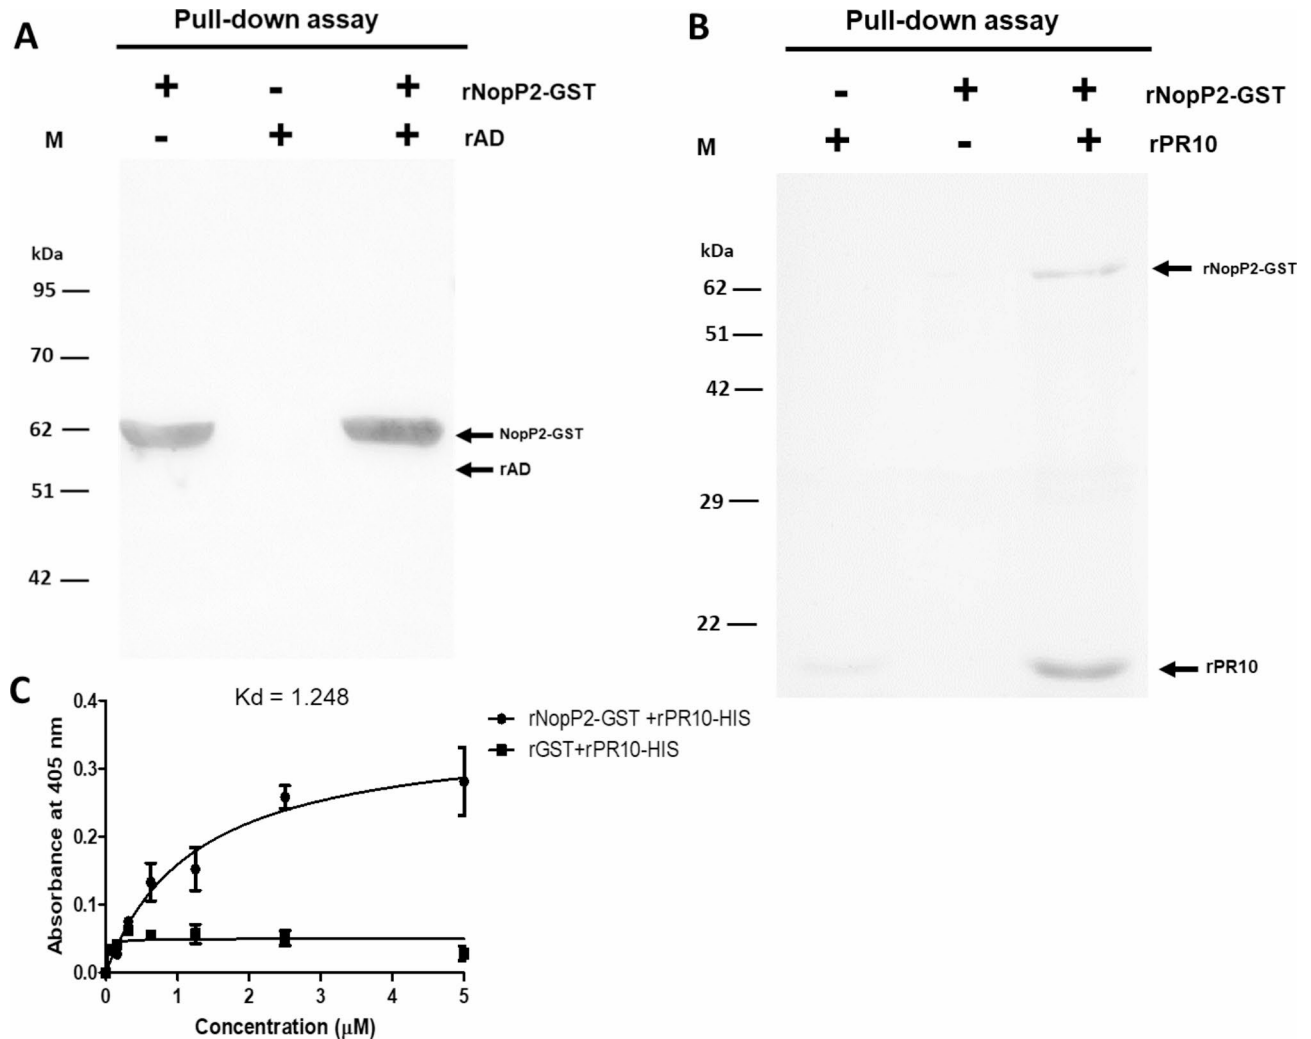 A
Pull-down assay
+ - + rNopP2-GST
M - + + rAD
kDa
95
70
62
NopP2-GST
rAD
51
42
B
Pull-down assay
- + + rNopP2-GST
M + - + rPR10
kDa
rNopP2-GST
62
51
42
29
22
rPR10
C
Kd = 1.248
0.4
0.3
0.2
0.1
0.0
Absorbance at 405 nm
0 1 2 3 4 5
Concentration (μM)
rNopP2-GST +rPR10-HIS
rGST+rPR10-HIS